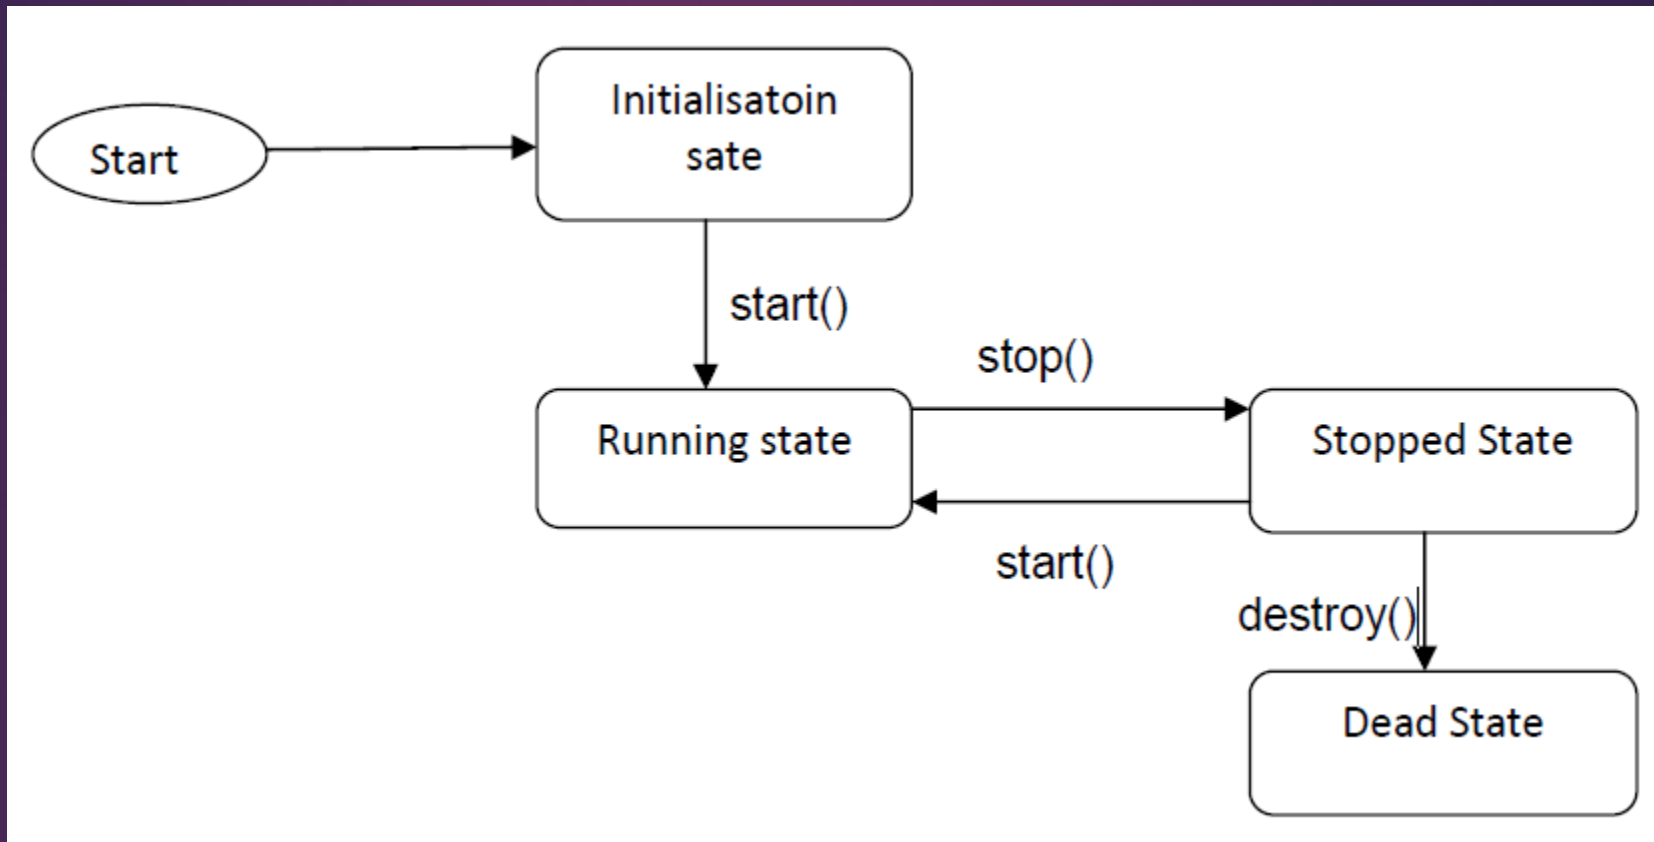 Initialisatoin
sate
Start
start()
stop()
Running state
Stopped State
start()
destroy()
Dead State